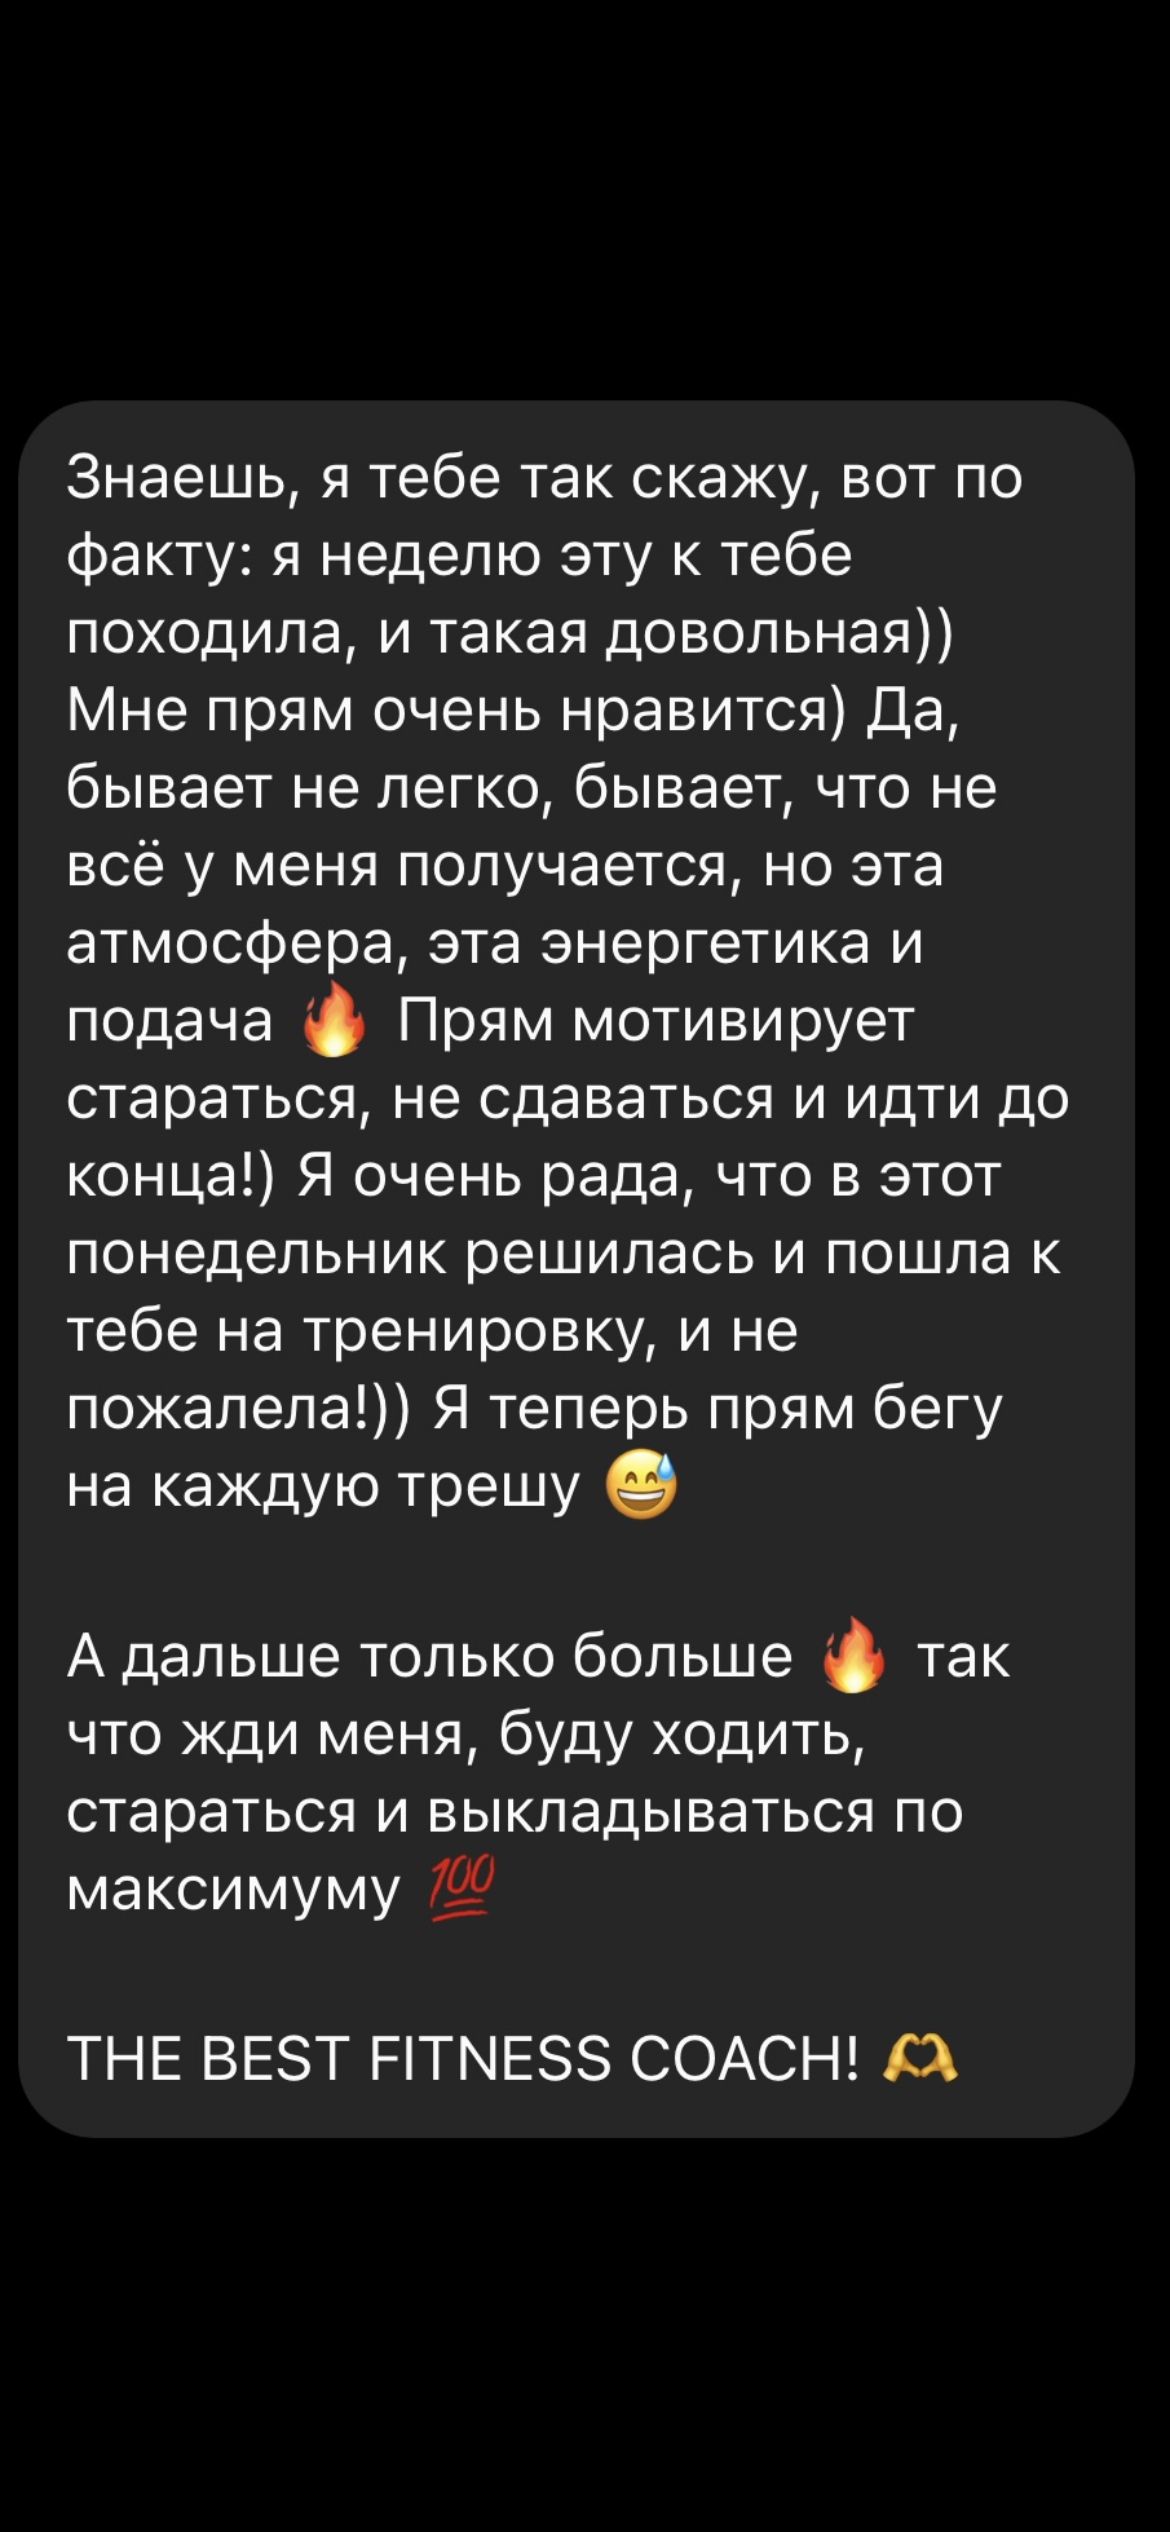 Знаешь, я тебе так скажу, вот по
факту: я неделю эту к тебе
походила, и такая довольная))
Мне прям очень нравится) Да,
бывает не легко, бывает, что не
всё у меня получается, но эта
атмосфера, эта энергетика и
подача 🔥 Прям мотивирует
стараться, не сдаваться и идти до
конца!) Я очень рада, что в этот
понедельник решилась и пошла к
тебе на тренировку, и не
пожалела!)) Я теперь прям бегу
на каждую трешу 😅
А дальше только больше 🔥 так
что жди меня, буду ходить,
стараться и выкладываться по
максимуму 💯
THE BEST FITNESS COACH! 🫶